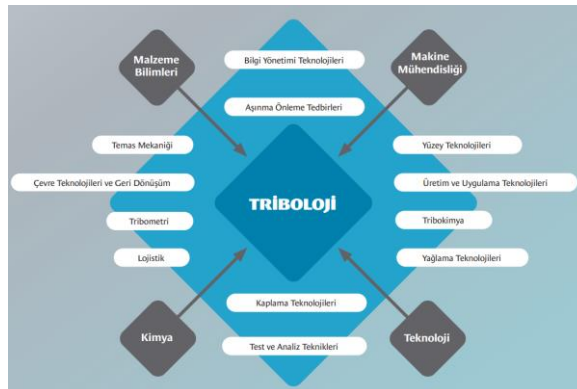 Malzeme
Bilimleri
Bilgi Yönetimi Teknolojileri
Makine
Mühendisliği
Aşınma Önleme Tedbirleri
Temas Mekaniği
Yüzey Teknolojileri
Çevre Teknolojileri ve Geri Dönüşüm
TRİBOLOJİ
Üretim ve Uygulama Teknolojileri
Tribometri
Tribokimya
Lojistik
Yağlama Teknolojileri
Kaplama Teknolojileri
Kimya
Teknoloji
Test ve Analiz Teknikleri